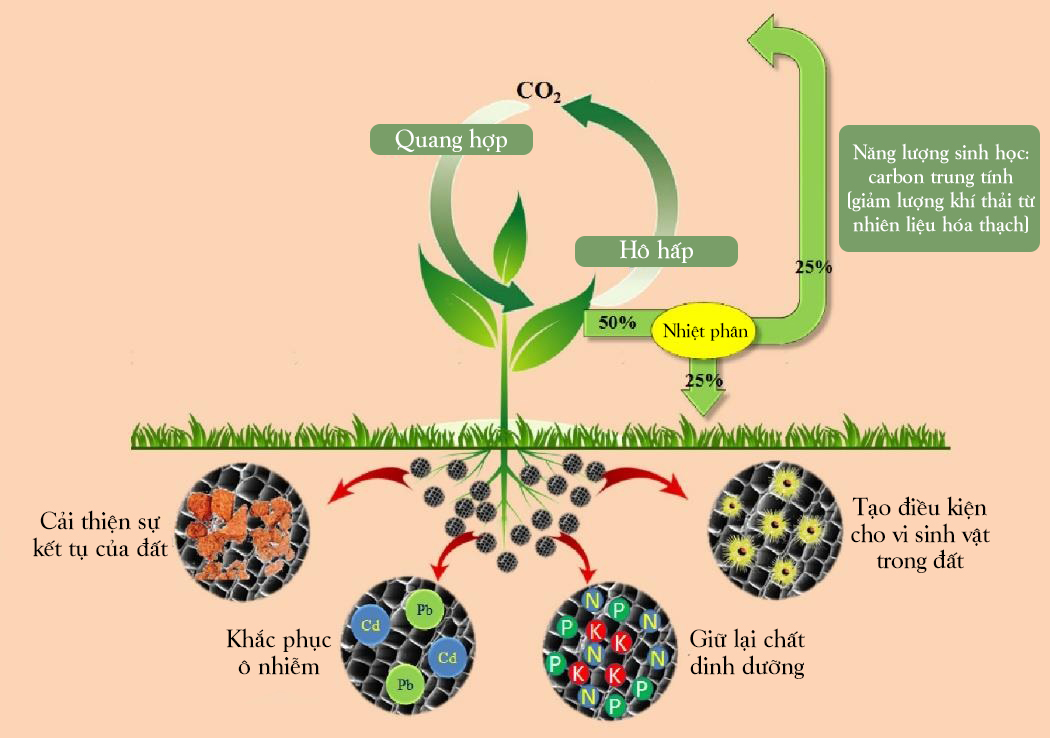 CO₂
Quang hợp
Hô hấp
Năng lượng sinh học:
carbon trung tính
(giảm lượng khí thải từ
nhiên liệu hóa thạch)
25%
50%
Nhiệt phân
25%
Cải thiện sự
kết tụ của đất
Tạo điều kiện
cho vi sinh vật
trong đất
Khắc phục
ô nhiễm
Cd
Pb
Cd
Pb
N
P
N
P
K
K
N
N
P
K
K
P
N
P
Giữ lại chất
dinh dưỡng